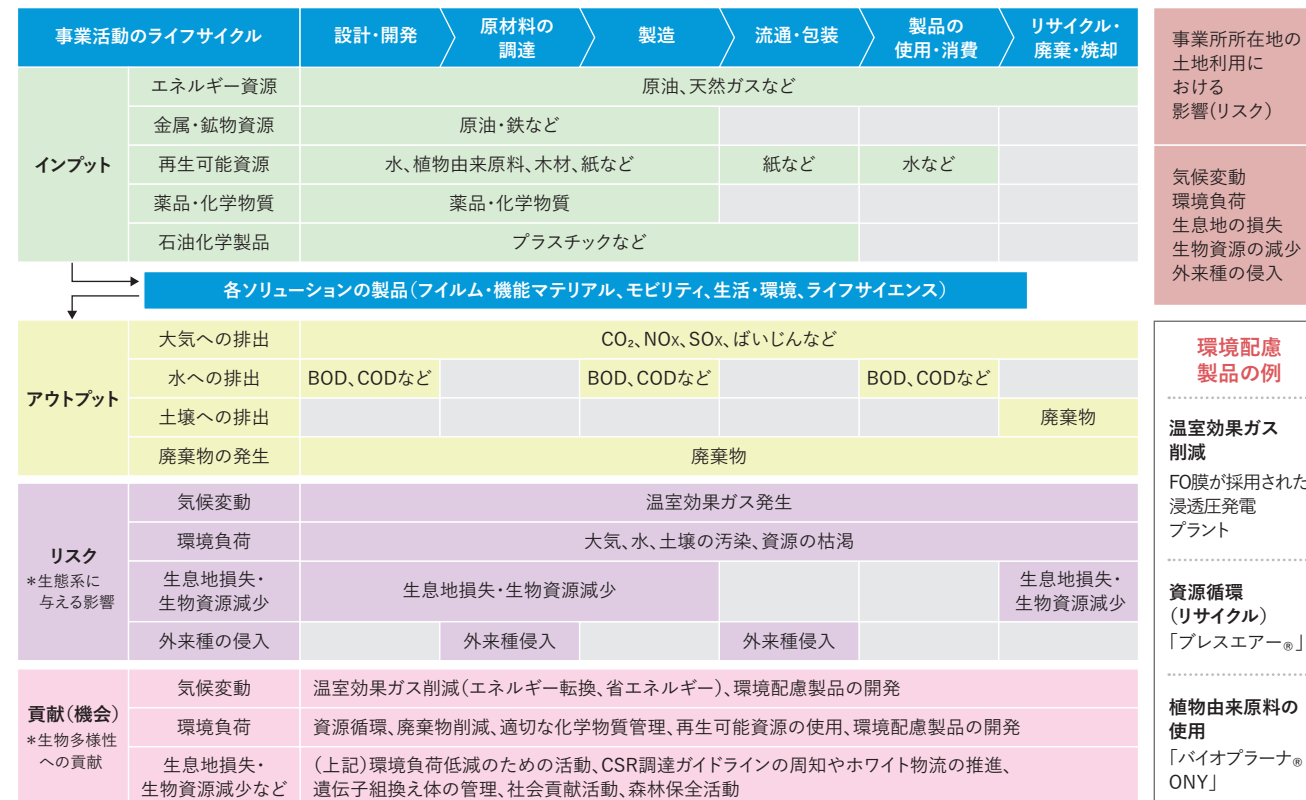 事業活動のライフサイクル
設計・開発
原材料の
調達
製造
流通・包装
製品の
使用・消費
リサイクル・
廃棄・焼却
インプット
エネルギー資源
原油、天然ガスなど
金属・鉱物資源
原油・鉄など
再生可能資源
水、植物由来原料、木材、紙など
紙など
水など
薬品・化学物質
薬品・化学物質
石油化学製品
プラスチックなど
各ソリューションの製品（フイルム・機能マテリアル、モビリティ、生活・環境、ライフサイエンス）
アウトプット
大気への排出
CO₂、NOx、SOx、ばいじんなど
水への排出
BOD、CODなど
BOD、CODなど
BOD、CODなど
土壌への排出
廃棄物
廃棄物の発生
廃棄物
リスク
*生態系に
与える影響
気候変動
温室効果ガス発生
環境負荷
大気、水、土壌の汚染、資源の枯渇
生息地損失・
生物資源減少
生息地損失・生物資源減少
生息地損失・
生物資源減少
外来種の侵入
外来種侵入
外来種侵入
貢献（機会）
*生物多様性
への貢献
気候変動
温室効果ガス削減（エネルギー転換、省エネルギー）、環境配慮製品の開発
環境負荷
資源循環、廃棄物削減、適切な化学物質管理、再生可能資源の使用、環境配慮製品の開発
生息地損失・
生物資源減少など
（上記）環境負荷低減のための活動、CSR調達ガイドラインの周知やホワイト物流の推進、
遺伝子組換え体の管理、社会貢献活動、森林保全活動
事業所所在地の
土地利用に
おける
影響（リスク）
気候変動
環境負荷
生息地の損失
生物資源の減少
外来種の侵入
環境配慮
製品の例
温室効果ガス
削減
FO膜が採用された
浸透圧発電
プラント
資源循環
（リサイクル）
「ブレスエアー®」
植物由来原料の
使用
「バイオプラーナ®
ONY」